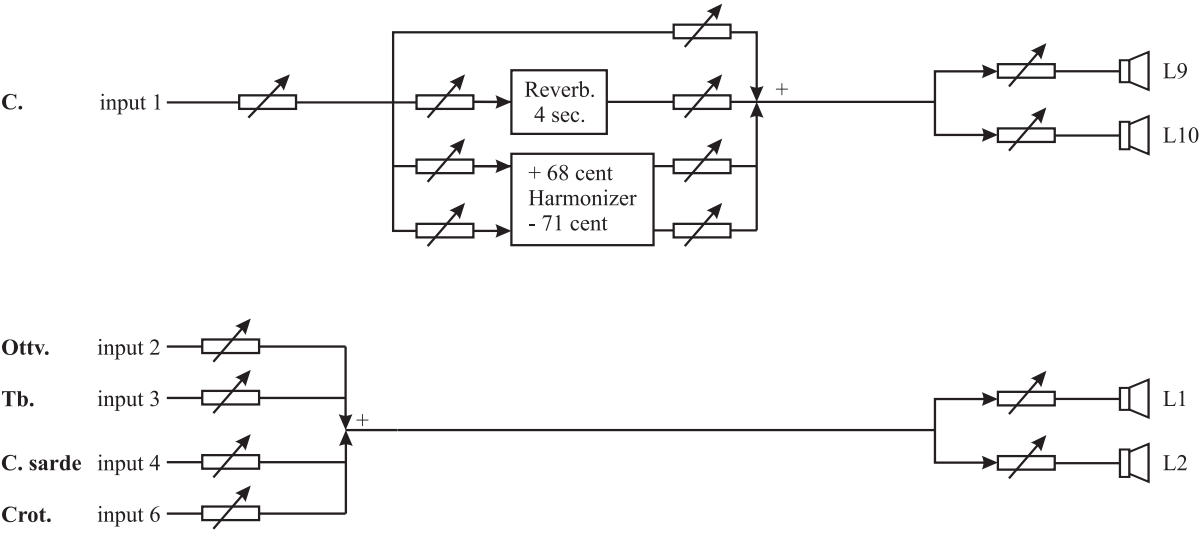 C. input 1
Reverb.
4 sec.
+
L9
L10
+ 68 cent
Harmonizer
- 71 cent
Ottv. input 2
Tb. input 3
+
L1
C. sarde input 4
L2
Crot. input 6